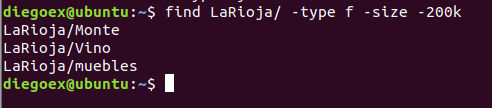 diegoex@ubuntu:~$ find LaRioja/ -type f -size -200k
LaRioja/Monte
LaRioja/Vino
LaRioja/muebles
diegoex@ubuntu:~$